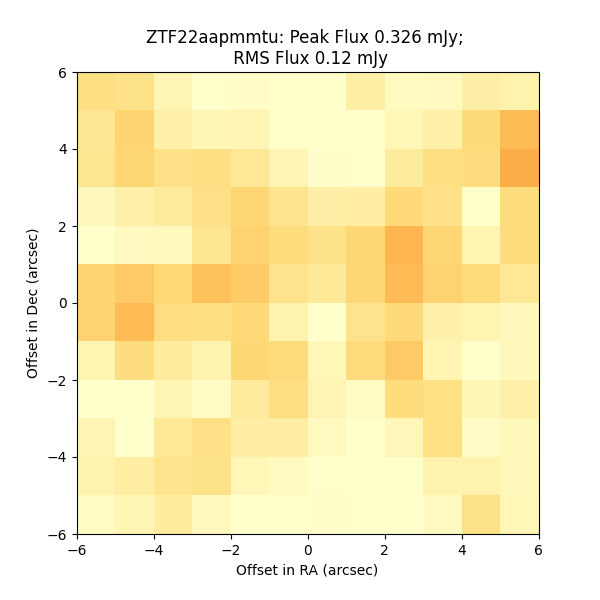 ZTF22aapmmtu: Peak Flux 0.326 mJy;
RMS Flux 0.12 mJy
6
4
2
0
−2
−4
−6
Offset in Dec (arcsec)
−6 −4 −2 0 2 4 6
Offset in RA (arcsec)